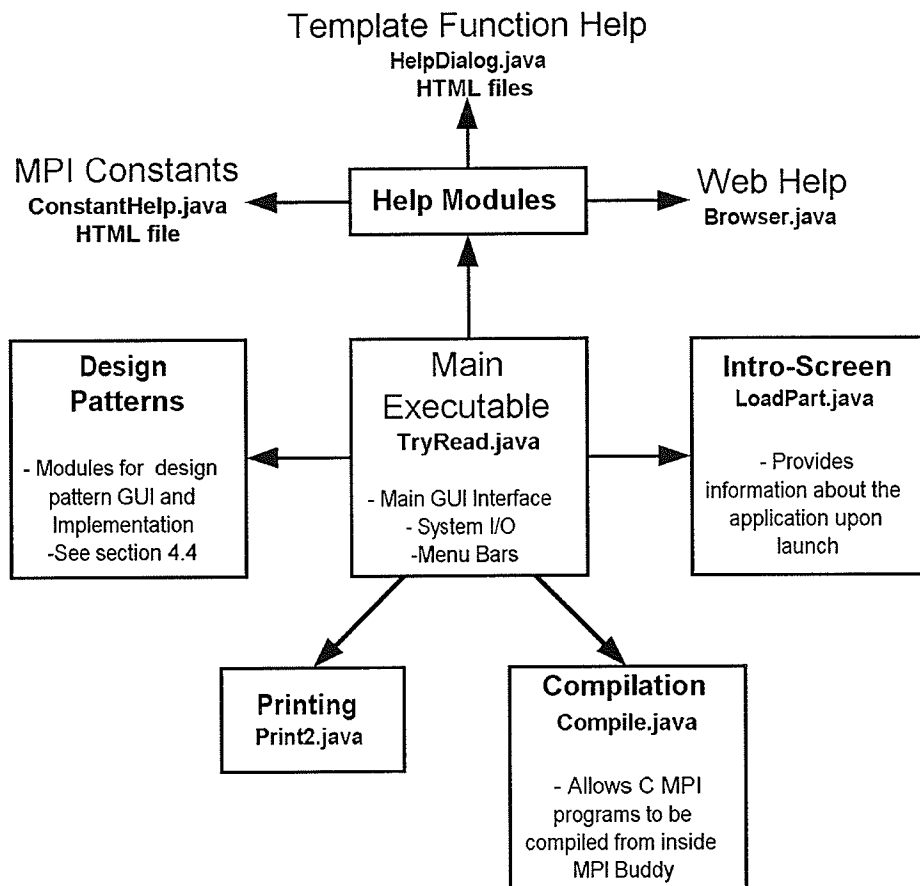 Template Function Help
HelpDialog.java
HTML files
MPI Constants
ConstantHelp.java
HTML file
Help Modules
Web Help
Browser.java
Design
Patterns
- Modules for design
pattern GUI and
Implementation
-See section 4.4
Main
Executable
TryRead.java
- Main GUI Interface
- System I/O
-Menu Bars
Intro-Screen
LoadPart.java
- Provides
information about the
application upon
launch
Printing
Print2.java
Compilation
Compile.java
- Allows C MPI
programs to be
compiled from inside
MPI Buddy